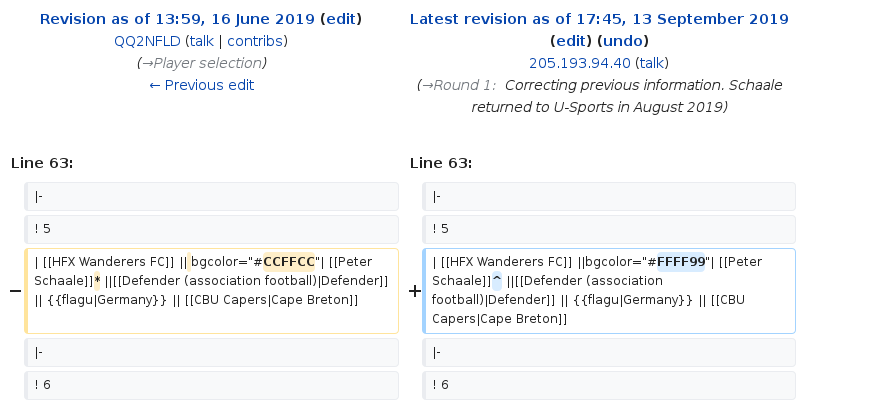 Revision as of 13:59, 16 June 2019 (edit)
QQ2NFLD (talk | contribs)
(→Player selection)
← Previous edit
Latest revision as of 17:45, 13 September 2019
(edit) (undo)
205.193.94.40 (talk)
(→Round 1: Correcting previous information. Schaale
returned to U-Sports in August 2019)
Line 63:
Line 63:
|-
|-
! 5
! 5
−
| [[HFX Wanderers FC]] || bgcolor="#CCFFCC"| [[Peter
Schaale]]* ||[[Defender (association football)|Defender]]
|| {{flagu|Germany}} || [[CBU Capers|Cape Breton]]
+
| [[HFX Wanderers FC]] ||bgcolor="#FFFF99"| [[Peter
Schaale]]^ ||[[Defender (association
football)|Defender]] || {{flagu|Germany}} || [[CBU
Capers|Cape Breton]]
|-
|-
! 6
! 6